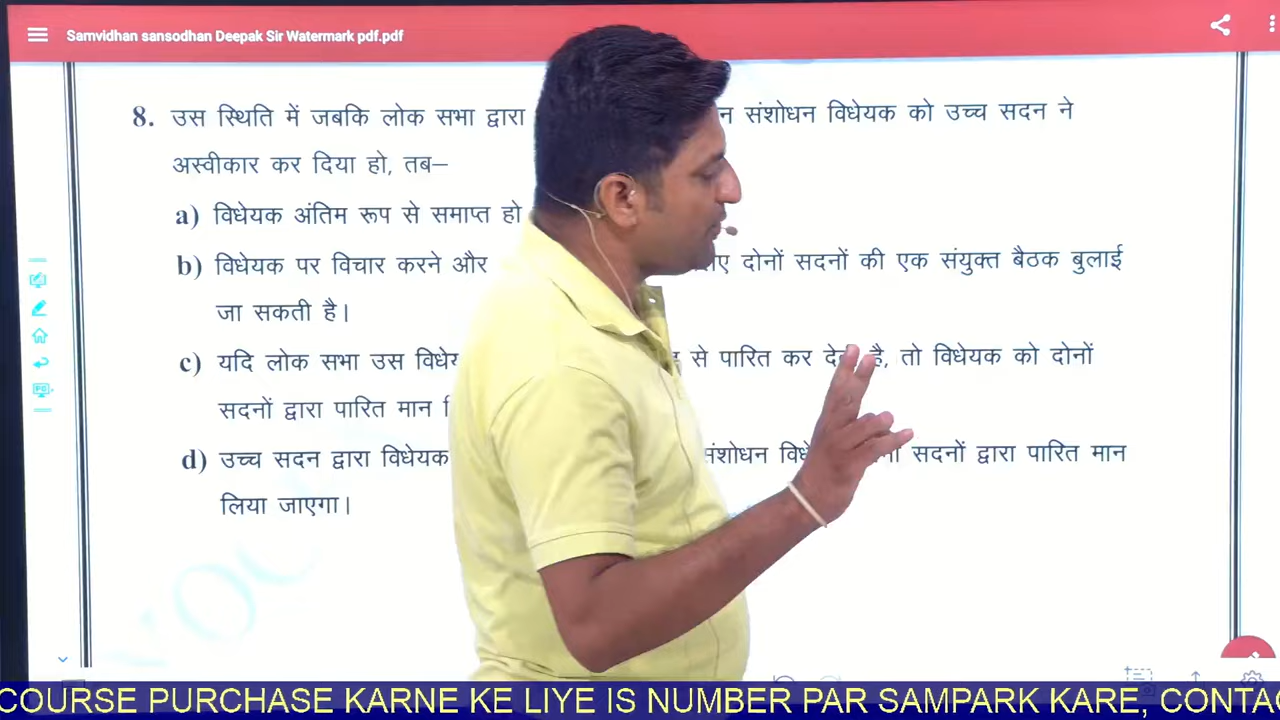 Samvidhan sansodhan Deepak Sir Watermark pdf.pdf
8. उस स्थिति में जबकि लोक सभा द्वारा संशोधन विधेयक को उच्च सदन ने
अस्वीकार कर दिया हो, तब–
a) विधेयक अंतिम रूप से समाप्त हो
b) विधेयक पर विचार करने और दोनों सदनों की एक संयुक्त बैठक बुलाई
जा सकती है।
c) यदि लोक सभा उस से पारित कर है, तो विधेयक को दोनों
सदनों द्वारा पारित मान
d) उच्च सदन द्वारा विधेयक सदनों द्वारा पारित मान
लिया जाएगा।
COURSE PURCHASE KARNE KE LIYE IS NUMBER PAR SAMPARK KARE,